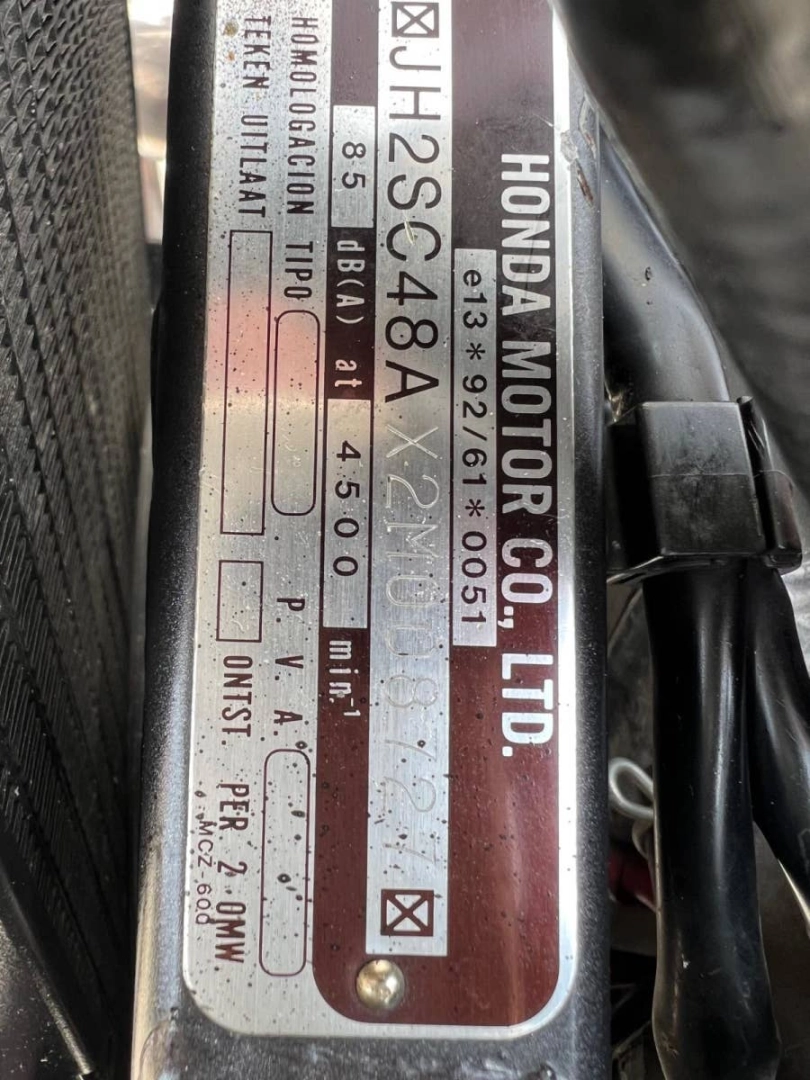 HONDA MOTOR CO., LTD.
e13*92/61*0051
JH2SC48A
85 dB(A) at 4500 min-1
HOMOLOGACION TIPO P. V. A.
TEKEN UITLAAT ONTST. PER 2.0MW
MCZ-600